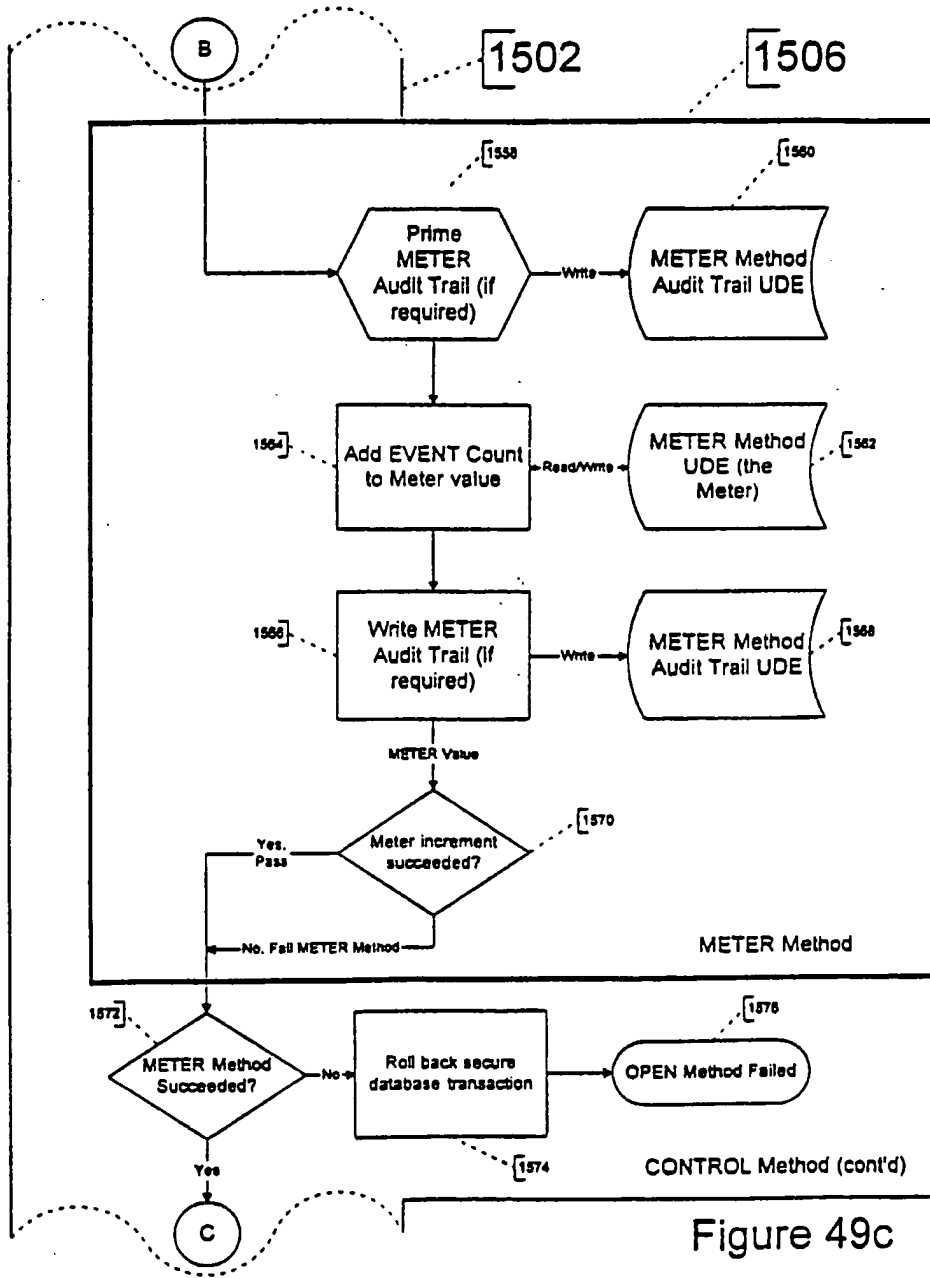 B
1502
1506
1558
1560
Prime
METER
Audit Trail (if
required)
Write
METER Method
Audit Trail UDE
1564
Add EVENT Count
to Meter value
Read/Write
METER Method
UDE (the
Meter)
1562
1566
Write METER
Audit Trail (if
required)
Write
METER Method
Audit Trail UDE
1568
METER Value
Meter increment
succeeded?
1570
Yes.
Pass
No. Fail METER Method
METER Method
1572
METER Method
Succeeded?
No
Roll back secure
database transaction
1576
OPEN Method Failed
Yes
1574
CONTROL Method (cont'd)
C
Figure 49c